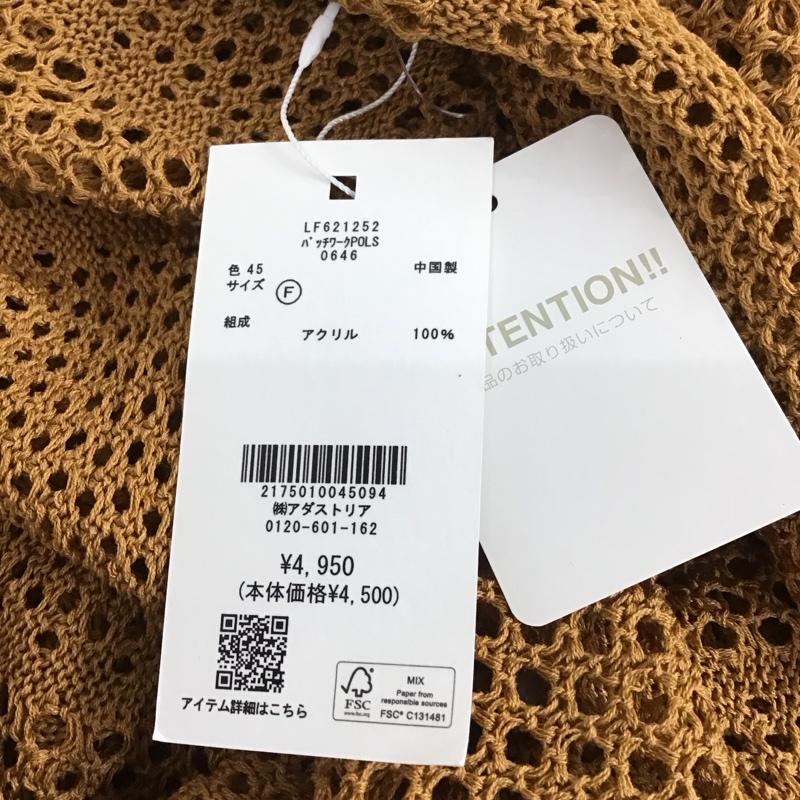 LF621252
ﾊﾟｯﾁﾜｰｸPOLS
0646
色 45 中国製
サイズ Ⓕ
組成 アクリル 100%
2175010045094
㈱アダストリア
0120-601-162
¥4,950
(本体価格¥4,500)
アイテム詳細はこちら
FSC
www.fsc.org
MIX
Paper from
responsible sources
FSC® C131481
TENTION!!
品のお取り扱いについて